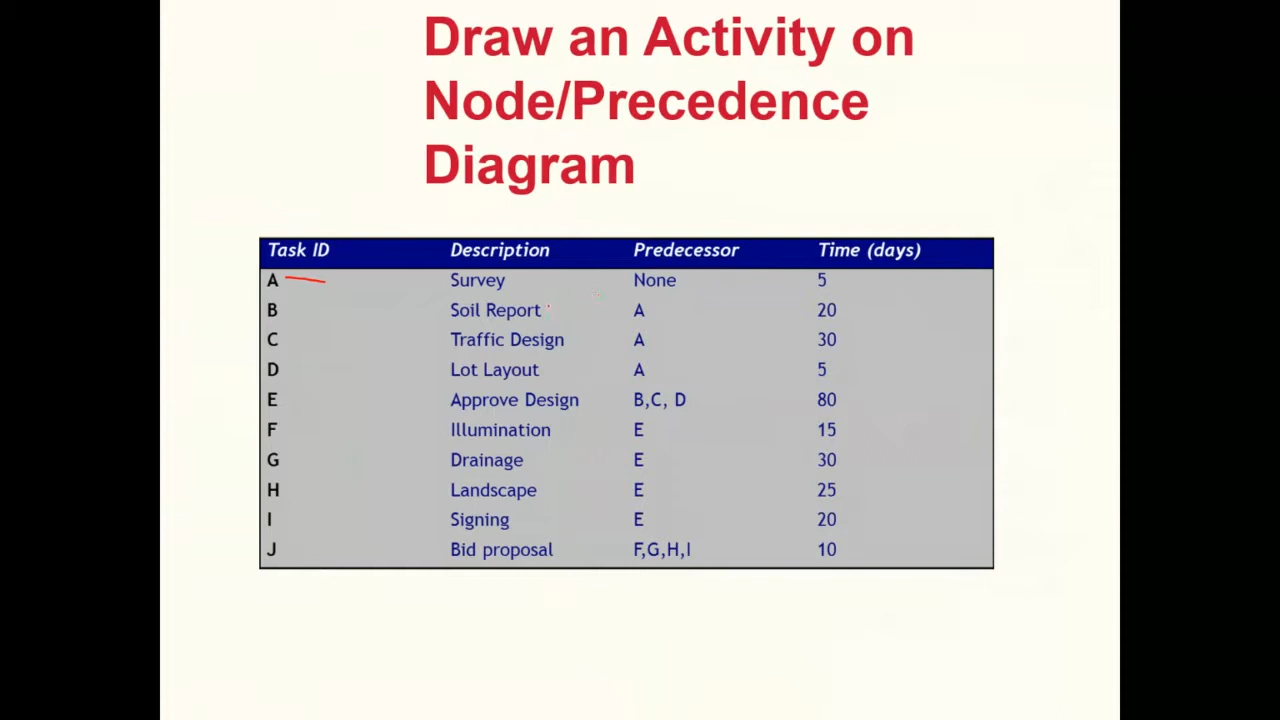 Draw an Activity on
Node/Precedence
Diagram
Task ID Description Predecessor Time (days)
A Survey None 5
B Soil Report A 20
C Traffic Design A 30
D Lot Layout A 5
E Approve Design B,C, D 80
F Illumination E 15
G Drainage E 30
H Landscape E 25
I Signing E 20
J Bid proposal F,G,H,I 10